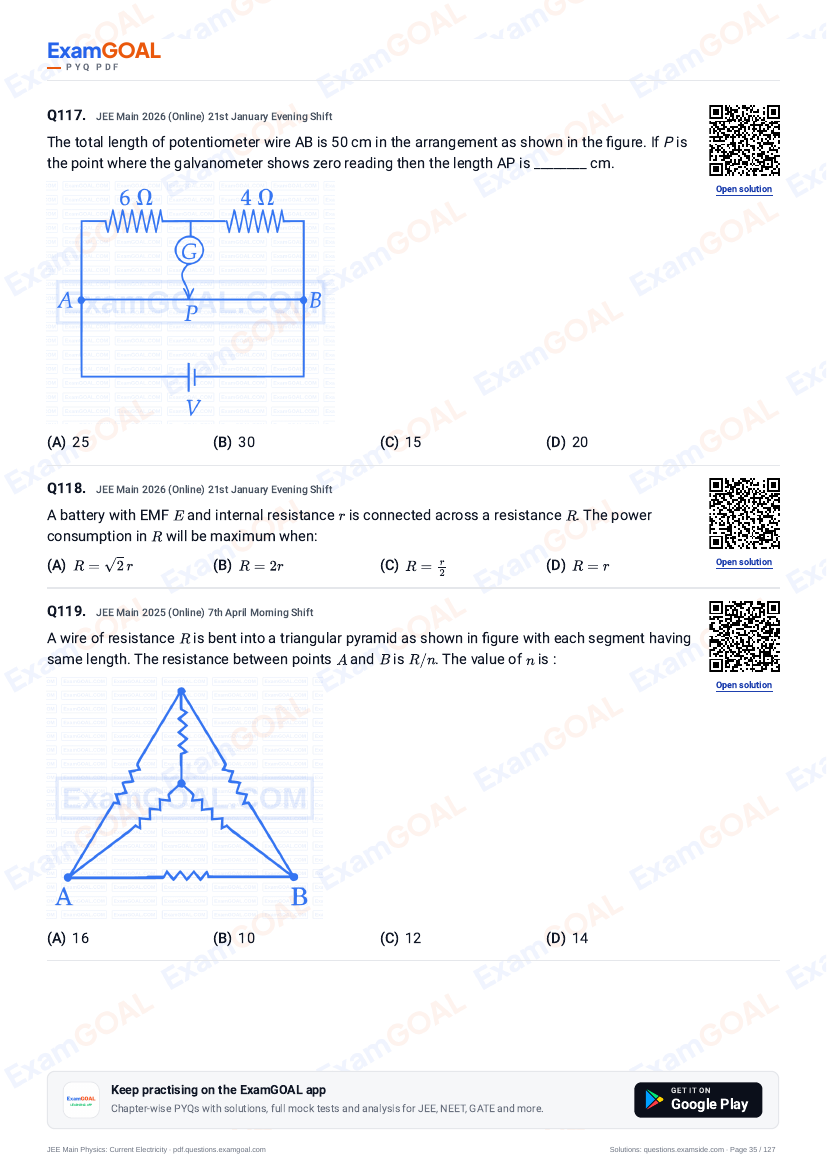 ExamGOAL
PYQ PDF
Q117. JEE Main 2026 (Online) 21st January Evening Shift
The total length of potentiometer wire AB is 50 cm in the arrangement as shown in the figure. If P is
the point where the galvanometer shows zero reading then the length AP is ________ cm.
Open solution
6 Ω 4 Ω
G
A P B
ExamGOAL.COM
V
(A) 25 (B) 30 (C) 15 (D) 20
Q118. JEE Main 2026 (Online) 21st January Evening Shift
A battery with EMF E and internal resistance r is connected across a resistance R. The power
consumption in R will be maximum when:
(A) R = √2 r (B) R = 2r (C) R = r/2 (D) R = r
Open solution
Q119. JEE Main 2025 (Online) 7th April Morning Shift
A wire of resistance R is bent into a triangular pyramid as shown in figure with each segment having
same length. The resistance between points A and B is R/n. The value of n is :
Open solution
ExamGOAL.COM
A B
(A) 16 (B) 10 (C) 12 (D) 14
Keep practising on the ExamGOAL app
Chapter-wise PYQs with solutions, full mock tests and analysis for JEE, NEET, GATE and more.
GET IT ON
Google Play
JEE Main Physics: Current Electricity · pdf.questions.examgoal.com
Solutions: questions.examside.com · Page 35 / 127